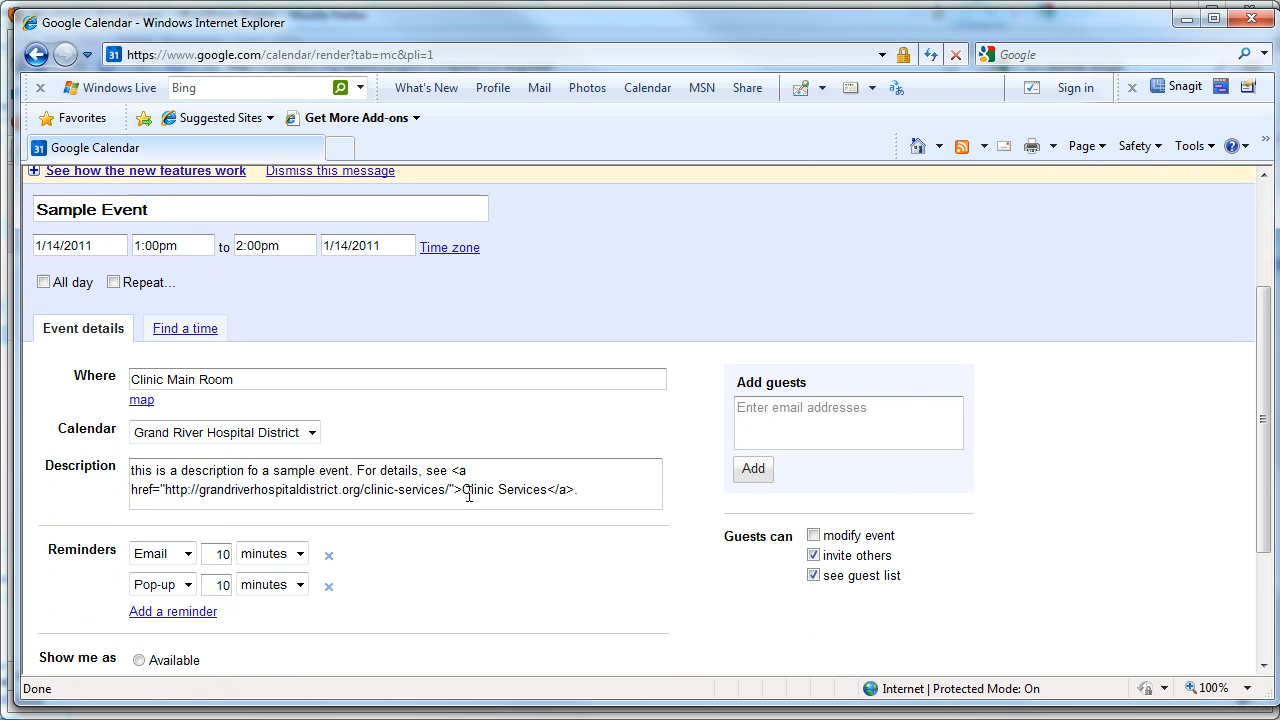 Google Calendar - Windows Internet Explorer
https://www.google.com/calendar/render?tab=mc&pli=1
Google
Windows Live
Bing
What's New
Profile
Mail
Photos
Calendar
MSN
Share
Sign in
Snagit
Favorites
Suggested Sites
Get More Add-ons
31 Google Calendar
Page
Safety
Tools
See how the new features work
Dismiss this message
Sample Event
1/14/2011 1:00pm to 2:00pm 1/14/2011 Time zone
All day Repeat...
Event details
Find a time
Where
Clinic Main Room
map
Calendar
Grand River Hospital District
Description
this is a description fo a sample event. For details, see <a
href="http://grandriverhospitaldistrict.org/clinic-services/">Clinic Services</a>.
Reminders
Email 10 minutes
Pop-up 10 minutes
Add a reminder
Show me as
Available
Add guests
Enter email addresses
Add
Guests can
modify event
invite others
see guest list
Done
Internet | Protected Mode: On
100%